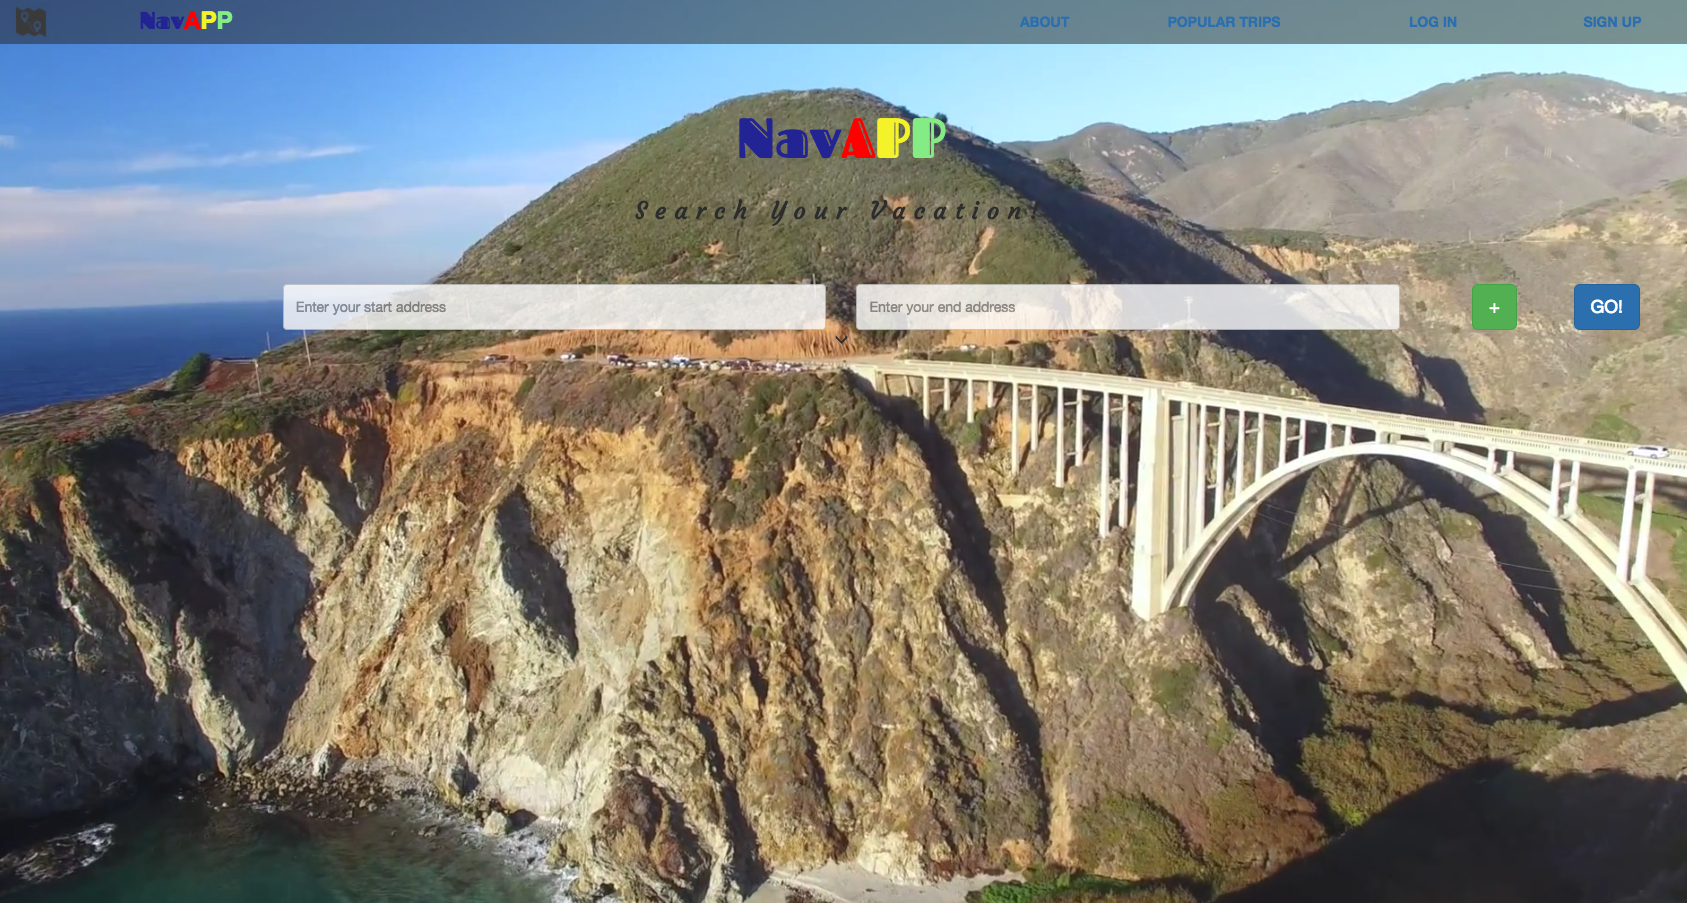 NavAPP
ABOUT
POPULAR TRIPS
LOG IN
SIGN UP
NavAPP
Search Your Vacation!
Enter your start address
Enter your end address
+
GO!